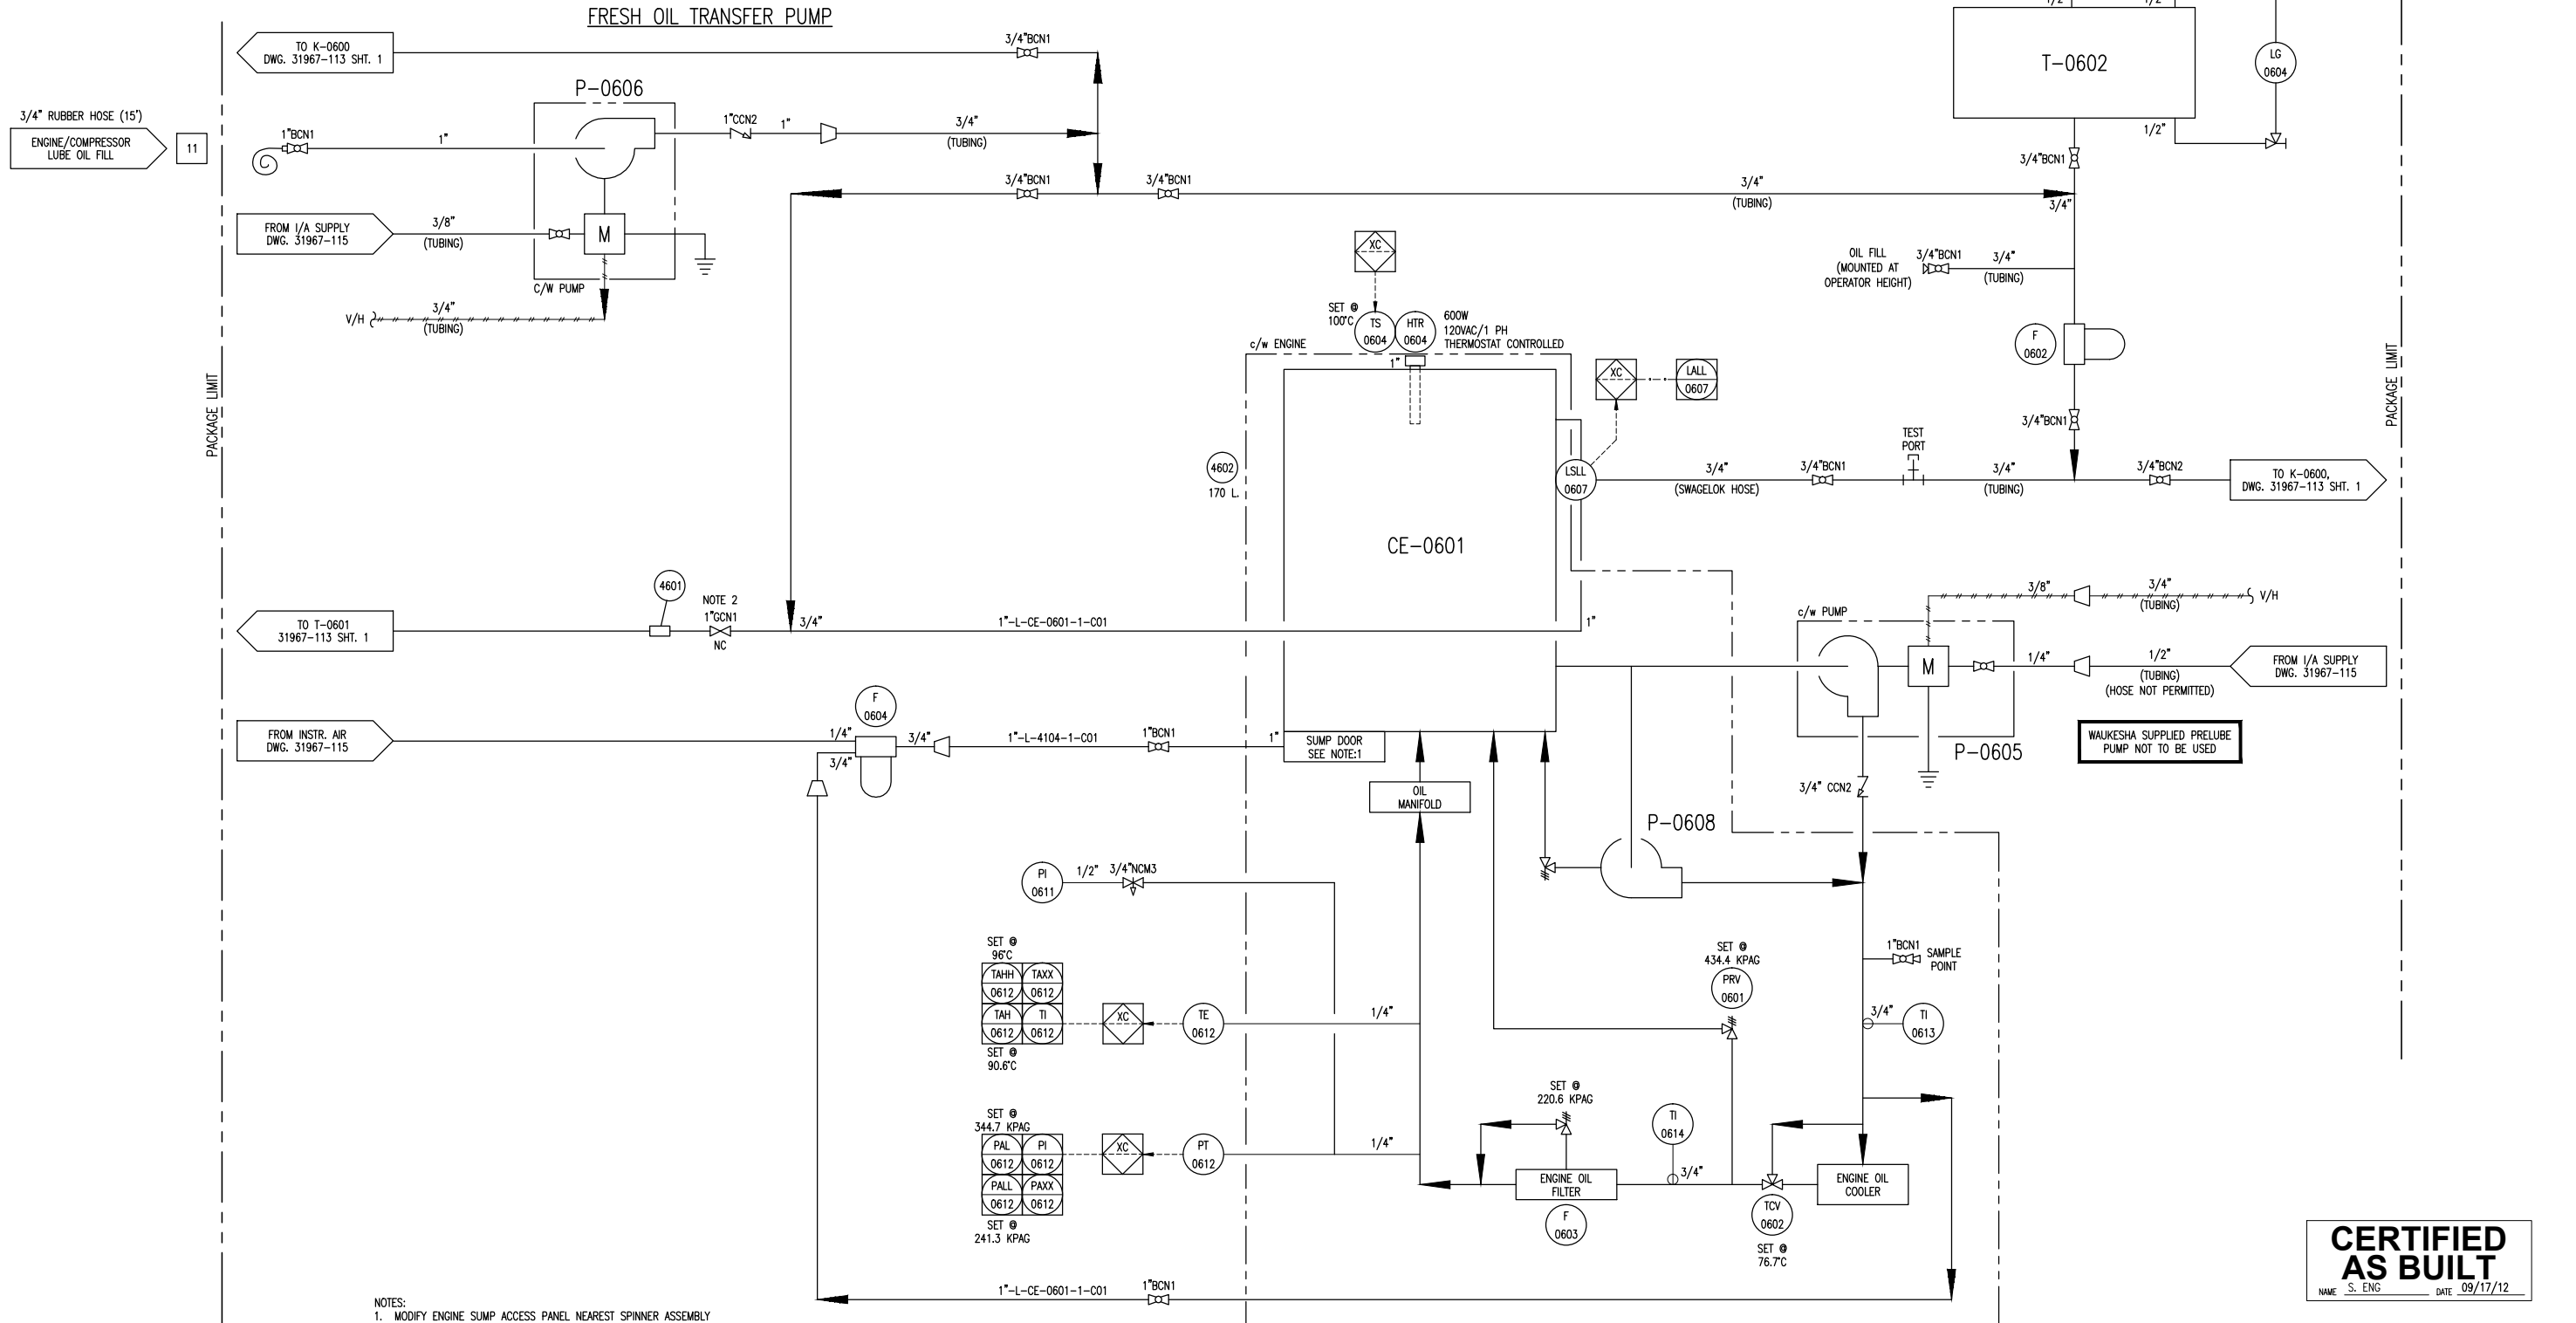 FRESH OIL TRANSFER PUMP
TO K-0600
DWG. 31967-113 SHT. 1
3/4"BCN1
P-0606
3/4" RUBBER HOSE (15')
ENGINE/COMPRESSOR
LUBE OIL FILL
11
1"BCN1
1"
1"CCN2
1"
3/4"
(TUBING)
FROM I/A SUPPLY
DWG. 31967-115
3/8"
(TUBING)
M
C/W PUMP
V/H
3/4"
(TUBING)
3/4"BCN1
3/4"BCN1
3/4"
(TUBING)
1/2"
1/2"
T-0602
LG
0604
1/2"
3/4"BCN1
3/4"
OIL FILL
(MOUNTED AT
OPERATOR HEIGHT)
3/4"BCN1
3/4"
(TUBING)
F
0602
3/4"BCN1
PACKAGE LIMIT
PACKAGE LIMIT
XC
SET @
100°C
TS
0604
HTR
0604
600W
120VAC/1 PH
THERMOSTAT CONTROLLED
c/w ENGINE
1"
XC
LALL
0607
4602
170 L.
LSLL
0607
3/4"
(SWAGELOK HOSE)
3/4"BCN1
TEST
PORT
3/4"
(TUBING)
3/4"BCN2
TO K-0600,
DWG. 31967-113 SHT. 1
CE-0601
4601
NOTE 2
1"GCN1
NC
TO T-0601
31967-113 SHT. 1
3/4"
1"-L-CE-0601-1-C01
1"
c/w PUMP
3/8"
3/4"
(TUBING)
V/H
M
1/4"
1/2"
(TUBING)
(HOSE NOT PERMITTED)
FROM I/A SUPPLY
DWG. 31967-115
WAUKESHA SUPPLIED PRELUBE
PUMP NOT TO BE USED
P-0605
F
0604
FROM INSTR. AIR
DWG. 31967-115
1/4"
3/4"
3/4"
1"-L-4104-1-C01
1"BCN1
1"
SUMP DOOR
SEE NOTE:1
OIL
MANIFOLD
3/4" CCN2
P-0608
PI
0611
1/2"
3/4"NCM3
SET @
96°C
TAHH
0612
TAXX
0612
TAH
0612
TI
0612
SET @
90.6°C
XC
TE
0612
1/4"
SET @
434.4 KPAG
PRV
0601
1"BCN1
SAMPLE
POINT
3/4"
TI
0613
SET @
344.7 KPAG
PAL
0612
PI
0612
PALL
0612
PAXX
0612
SET @
241.3 KPAG
XC
PT
0612
1/4"
SET @
220.6 KPAG
TI
0614
3/4"
ENGINE OIL
FILTER
F
0603
TCV
0602
SET @
76.7°C
ENGINE OIL
COOLER
1"-L-CE-0601-1-C01
1"BCN1
NOTES:
1. MODIFY ENGINE SUMP ACCESS PANEL NEAREST SPINNER ASSEMBLY
CERTIFIED
AS BUILT
NAME S. ENG DATE 09/17/12